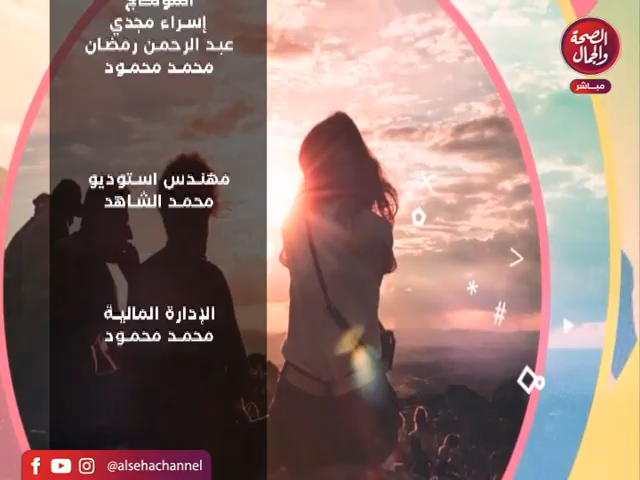 المونتاج
إسراء مجدي
عبد الرحمن رمضان
محمد محمود
مهندس استوديو
محمد الشاهد
الإدارة المالية
محمد محمود
الصحة
والجمال
مباشر
@alsehachannel